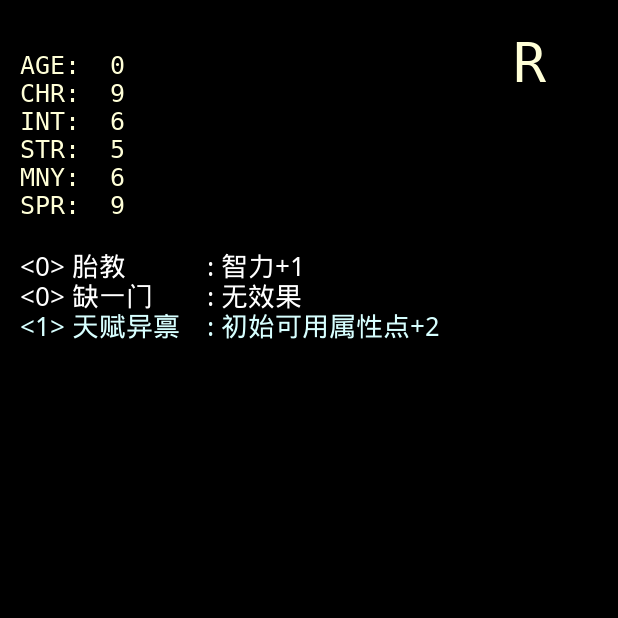 R
AGE: 0
CHR: 9
INT: 6
STR: 5
MNY: 6
SPR: 9
<0> 胎教 : 智力+1
<0> 缺一门 : 无效果
<1> 天赋异禀 : 初始可用属性点+2